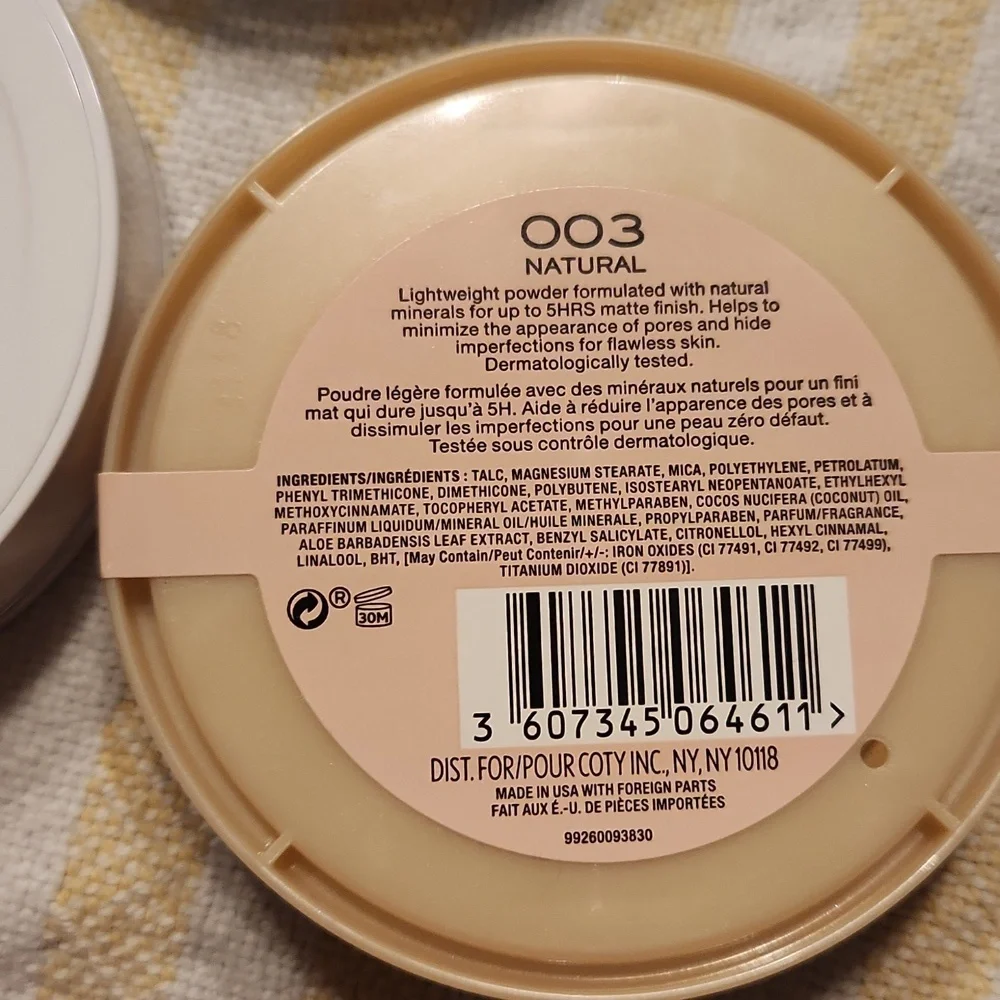 003
NATURAL
Lightweight powder formulated with natural
minerals for up to 5HRS matte finish. Helps to
minimize the appearance of pores and hide
imperfections for flawless skin.
Dermatologically tested.
Poudre légère formulée avec des minéraux naturels pour un fini
mat qui dure jusqu'à 5H. Aide à réduire l'apparence des pores et à
dissimuler les imperfections pour une peau zéro défaut.
Testée sous contrôle dermatologique.
INGREDIENTS/INGRÉDIENTS : TALC, MAGNESIUM STEARATE, MICA, POLYETHYLENE, PETROLATUM,
PHENYL TRIMETHICONE, DIMETHICONE, POLYBUTENE, ISOSTEARYL NEOPENTANOATE, ETHYLHEXYL
METHOXYCINNAMATE, TOCOPHERYL ACETATE, METHYLPARABEN, COCOS NUCIFERA (COCONUT) OIL,
PARAFFINUM LIQUIDUM/MINERAL OIL/HUILE MINERALE, PROPYLPARABEN, PARFUM/FRAGRANCE,
ALOE BARBADENSIS LEAF EXTRACT, BENZYL SALICYLATE, CITRONELLOL, HEXYL CINNAMAL,
LINALOOL, BHT, [May Contain/Peut Contenir/+/-: IRON OXIDES (CI 77491, CI 77492, CI 77499),
TITANIUM DIOXIDE (CI 77891)].
® 30M
3 607345 064611 >
DIST. FOR/POUR COTY INC., NY, NY 10118
MADE IN USA WITH FOREIGN PARTS
FAIT AUX É.-U. DE PIÈCES IMPORTÉES
99260093830